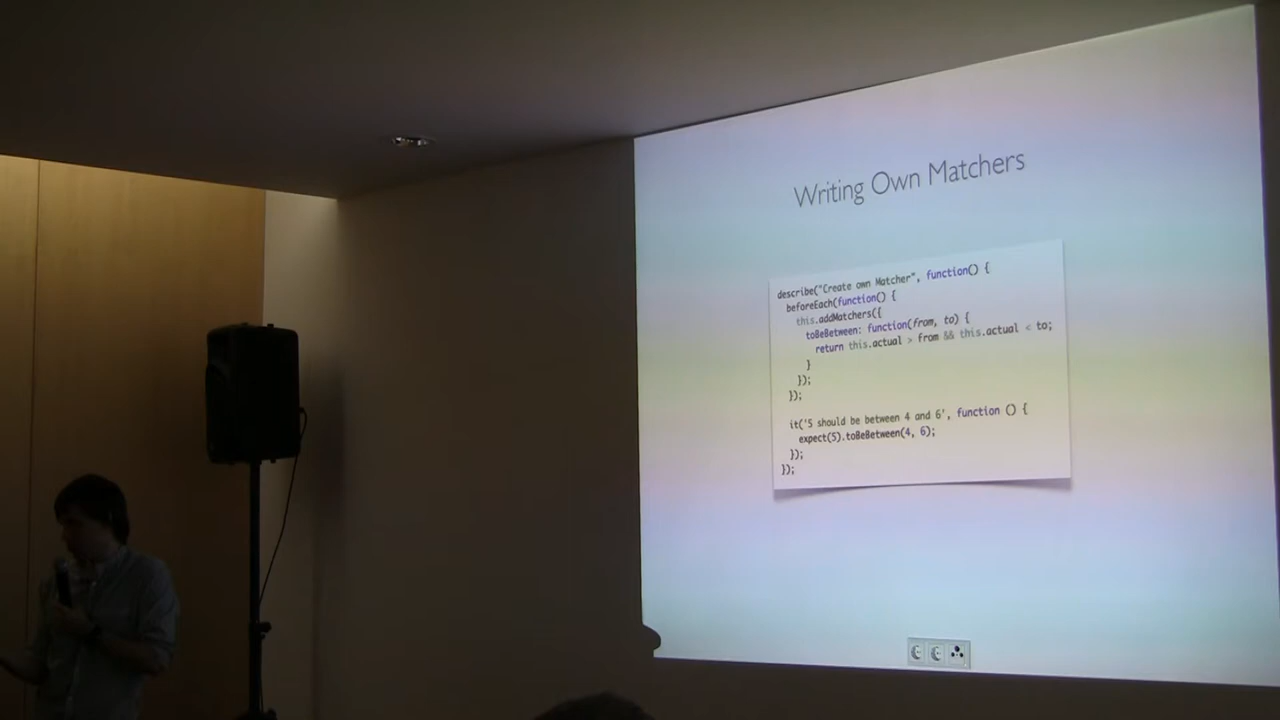 Writing Own Matchers
describe("Create own Matcher", function() {
beforeEach(function() {
this.addMatchers({
toBeBetween: function(from, to) {
return this.actual > from && this.actual < to;
}
});
});
it('5 should be between 4 and 6', function () {
expect(5).toBeBetween(4, 6);
});
});